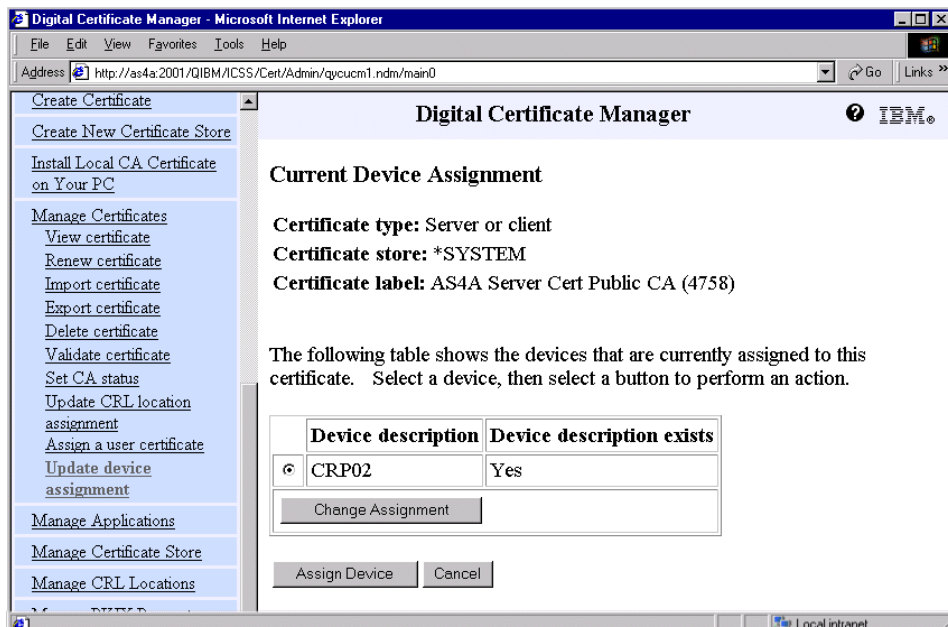 Digital Certificate Manager - Microsoft Internet Explorer
File Edit View Favorites Tools Help
Address http://as4a:2001/QIBM/ICSS/Cert/Admin/qycucm1.ndm/main0 Go Links »
Create Certificate
Create New Certificate Store
Install Local CA Certificate
on Your PC
Manage Certificates
View certificate
Renew certificate
Import certificate
Export certificate
Delete certificate
Validate certificate
Set CA status
Update CRL location
assignment
Assign a user certificate
Update device
assignment
Manage Applications
Manage Certificate Store
Manage CRL Locations
Digital Certificate Manager
IBM®
Current Device Assignment
Certificate type: Server or client
Certificate store: *SYSTEM
Certificate label: AS4A Server Cert Public CA (4758)
The following table shows the devices that are currently assigned to this
certificate. Select a device, then select a button to perform an action.
Device description Device description exists
CRP02 Yes
Change Assignment
Assign Device Cancel
Local intranet